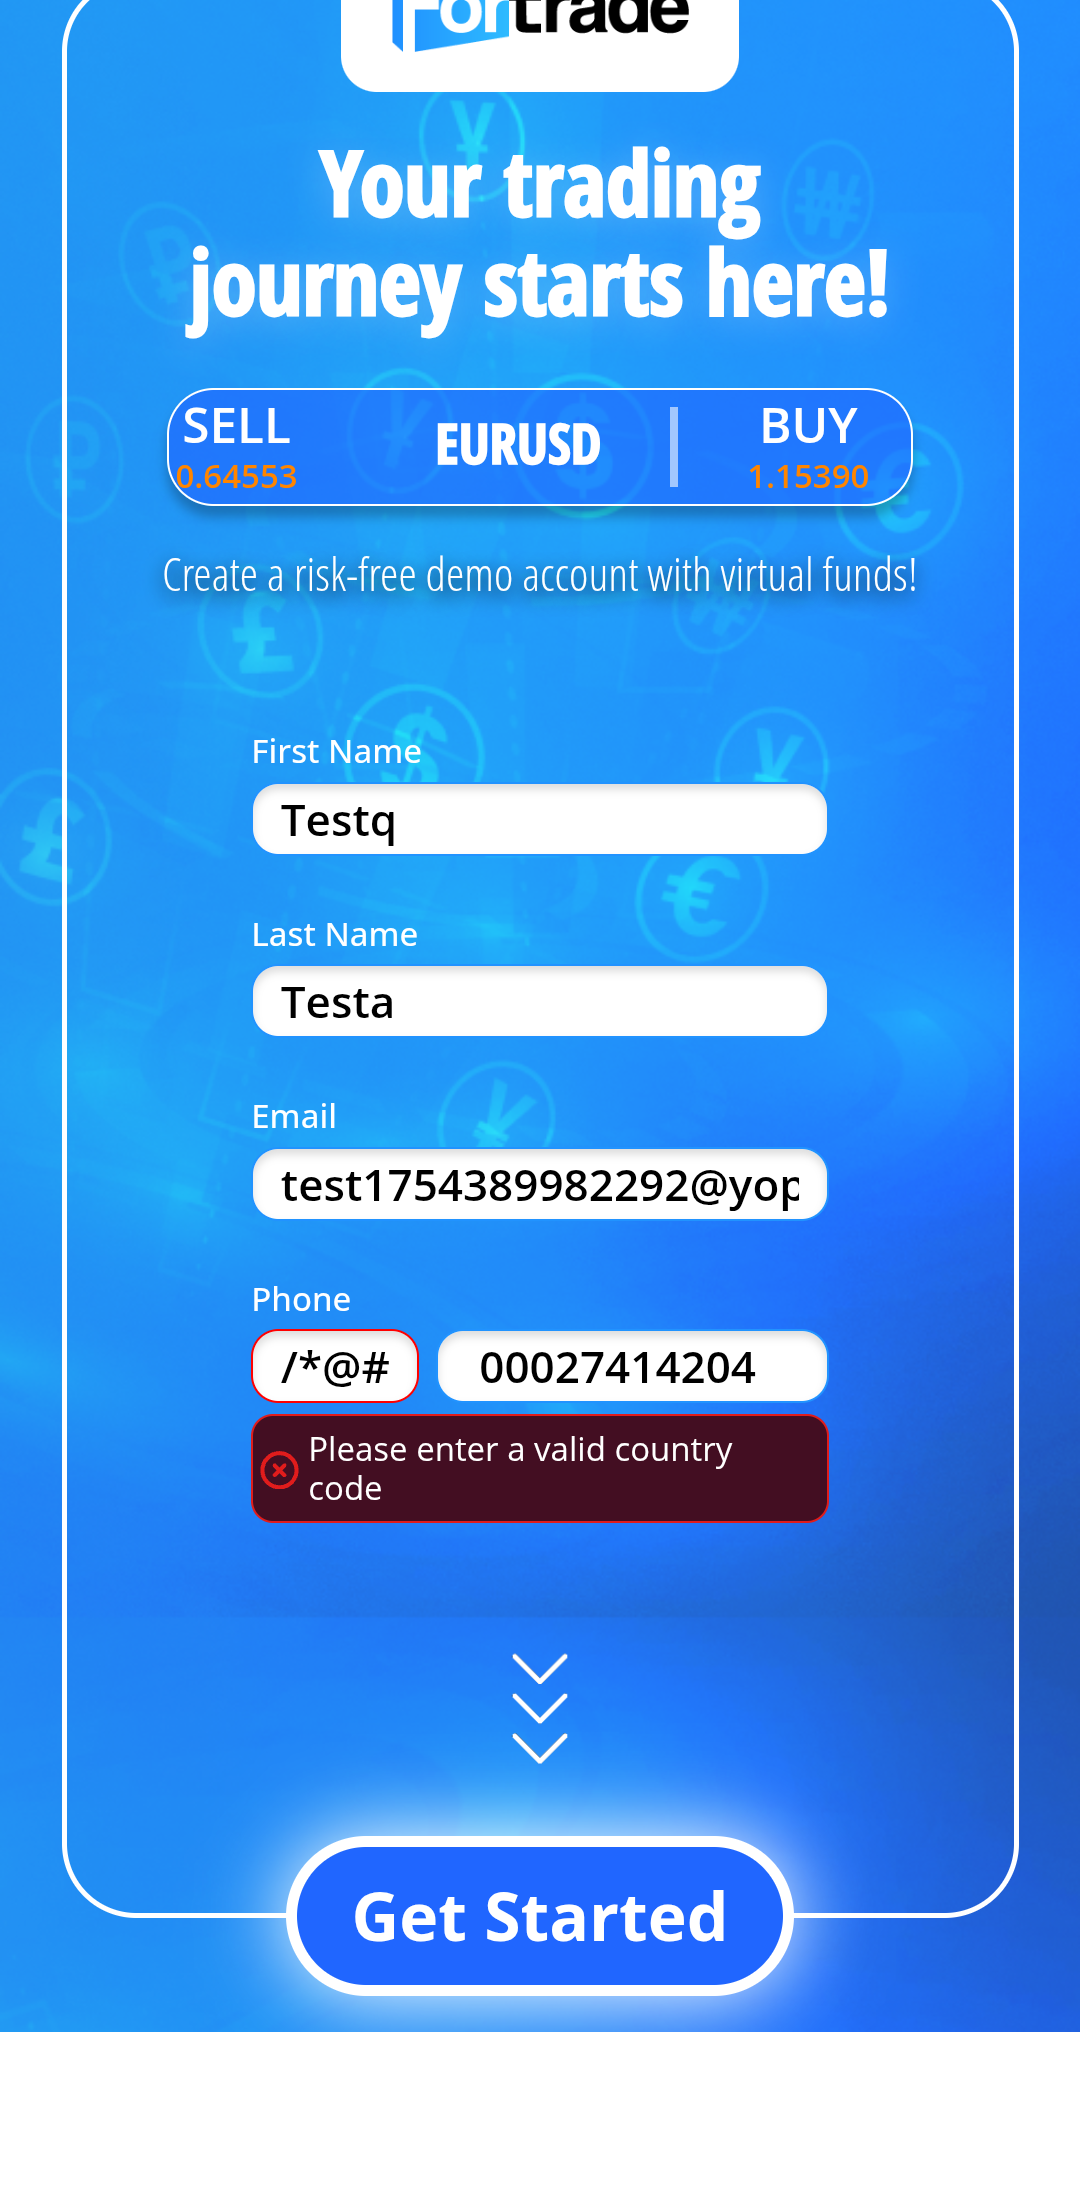 Fortrade
Your trading
journey starts here!
SELL
0.64553
EURUSD
BUY
1.15390
Create a risk-free demo account with virtual funds!
First Name
Testq
Last Name
Testa
Email
test1754389982292@yop
Phone
/*@# 00027414204
Please enter a valid country
code
Get Started